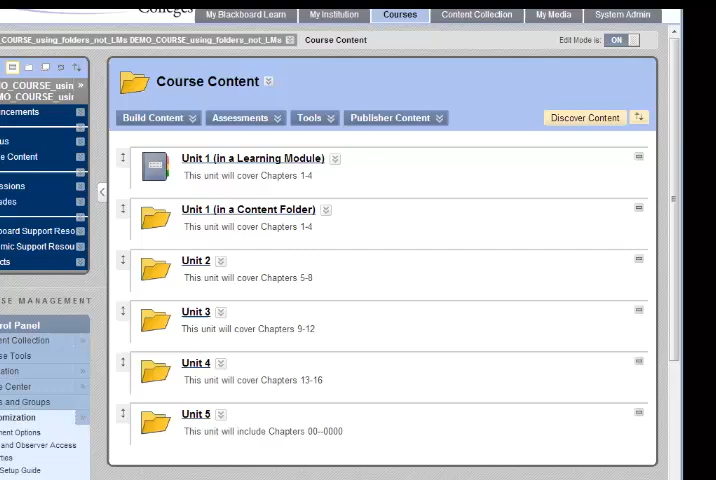 Colleges
My Blackboard Learn
My Institution
Courses
Content Collection
My Media
System Admin
COURSE_using_folders_not_LMs DEMO_COURSE_using_folders_not_LMs
Course Content
Edit Mode is:
ON
MO_COURSE_usin
MO_COURSE_usir
ncements
us
e Content
ssions
ades
board Support Reso
emic Support Resou
cts
SE MANAGEMENT
rol Panel
ent Collection
se Tools
ation
e Center
s and Groups
omization
ment Options
and Observer Access
ties
Setup Guide
Course Content
Build Content
Assessments
Tools
Publisher Content
Discover Content
Unit 1 (in a Learning Module)
This unit will cover Chapters 1-4
Unit 1 (in a Content Folder)
This unit will cover Chapters 1-4
Unit 2
This unit will cover Chapters 5-8
Unit 3
This unit will cover Chapters 9-12
Unit 4
This unit will cover Chapters 13-16
Unit 5
This unit will include Chapters 00--0000